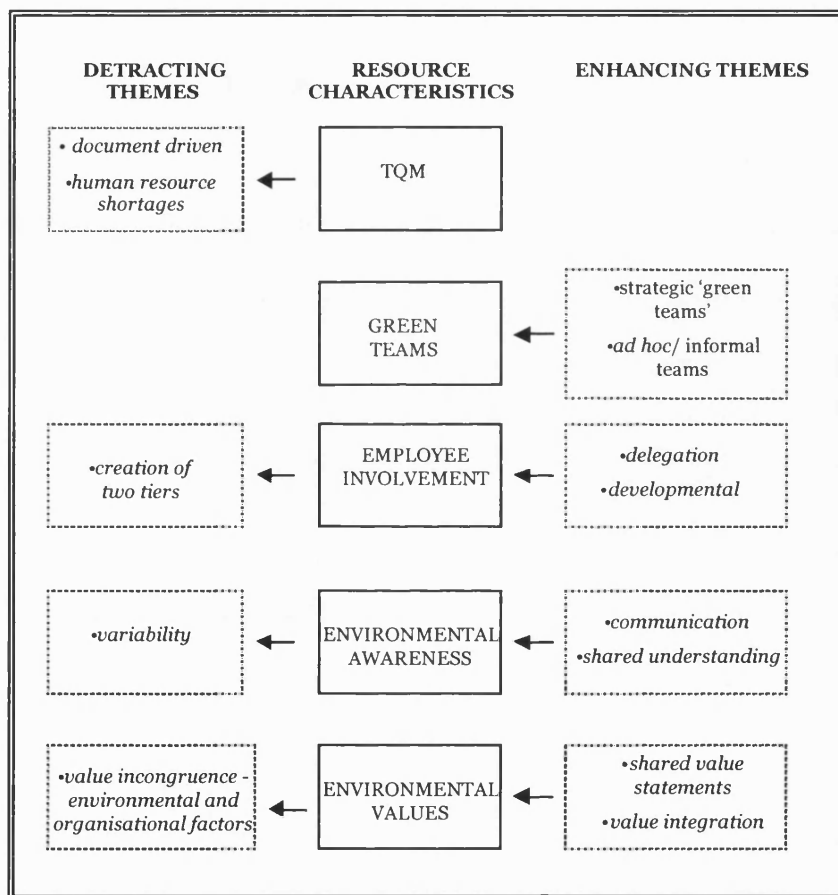 DETRACTING THEMES
RESOURCE CHARACTERISTICS
ENHANCING THEMES
• document driven
•human resource
shortages
TQM
GREEN
TEAMS
•strategic ‘green
teams’
•ad hoc/ informal
teams
•creation of
two tiers
EMPLOYEE
INVOLVEMENT
•delegation
•developmental
•variability
ENVIRONMENTAL
AWARENESS
•communication
•shared understanding
•value incongruence -
environmental and
organisational factors
ENVIRONMENTAL
VALUES
•shared value
statements
•value integration